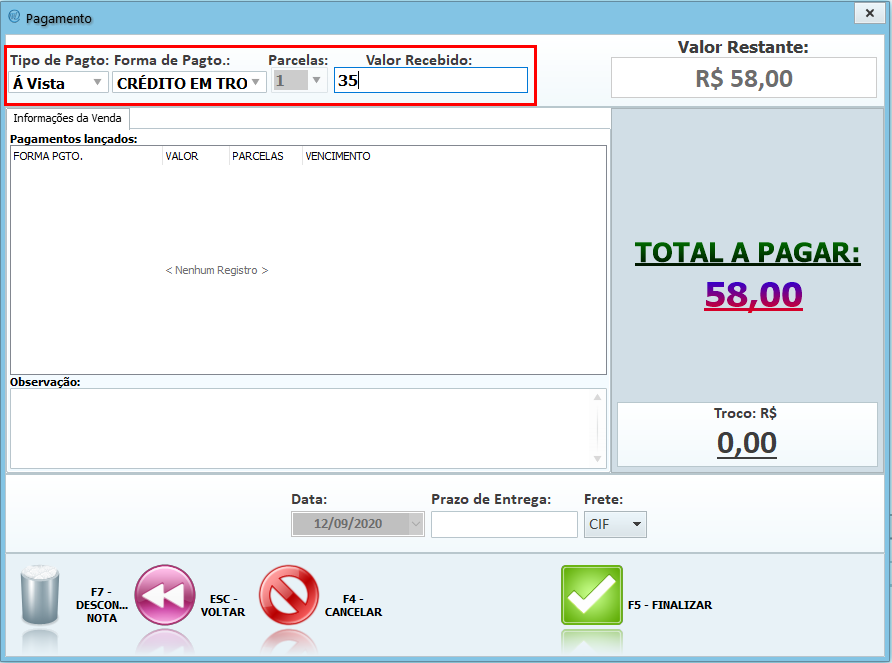 Pagamento
Tipo de Pagto: Forma de Pagto.: Parcelas: Valor Recebido:
Á Vista CRÉDITO EM TRO 1 35
Valor Restante:
R$ 58,00
Informações da Venda
Pagamentos lançados:
FORMA PGTO. VALOR PARCELAS VENCIMENTO
< Nenhum Registro >
TOTAL A PAGAR:
58,00
Observação:
Troco: R$
0,00
Data: Prazo de Entrega: Frete:
12/09/2020 CIF
F7 -
DESCON...
NOTA
ESC -
VOLTAR
F4 -
CANCELAR
F5 - FINALIZAR